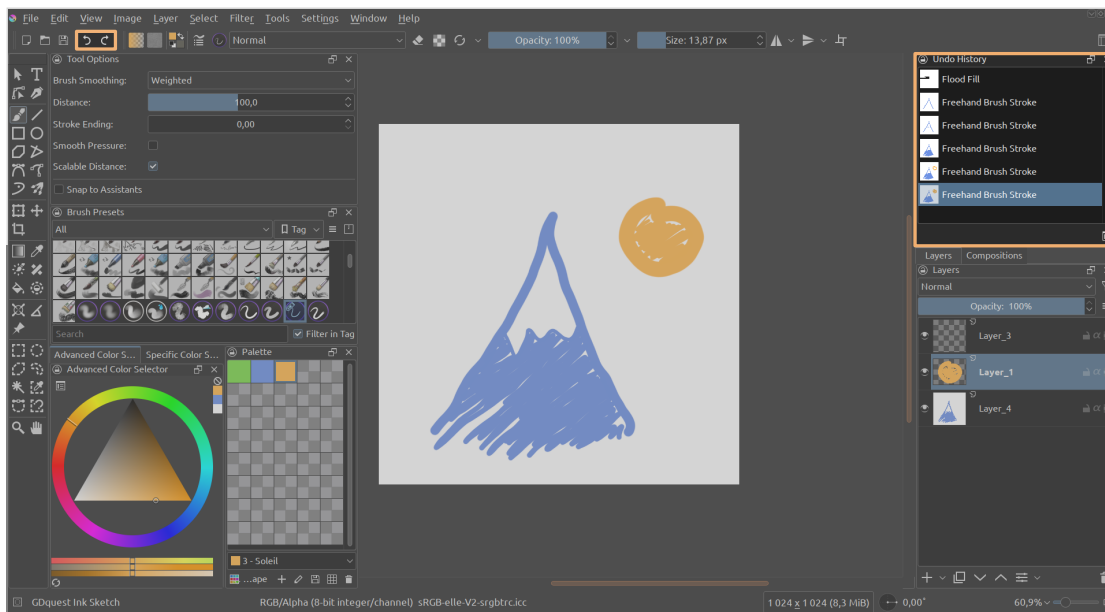 File Edit View Image Layer Select Filter Tools Settings Window Help
Normal Opacity: 100% Size: 13,87 px
Tool Options
Brush Smoothing: Weighted
Distance: 100,0
Stroke Ending: 0,00
Smooth Pressure:
Scalable Distance:
Snap to Assistants
Brush Presets
All Tag
Search Filter in Tag
Advanced Color S... Specific Color S...
Advanced Color Selector
Palette
3 - Soleil
...ape
Undo History
Flood Fill
Freehand Brush Stroke
Freehand Brush Stroke
Freehand Brush Stroke
Freehand Brush Stroke
Freehand Brush Stroke
Layers Compositions
Layers
Normal
Opacity: 100%
Layer_3
Layer_1
Layer_4
GDquest Ink Sketch RGB/Alpha (8-bit integer/channel) sRGB-elle-V2-srgbtrc.icc 1 024 x 1 024 (8,3 MiB) 0,00° 60,9%